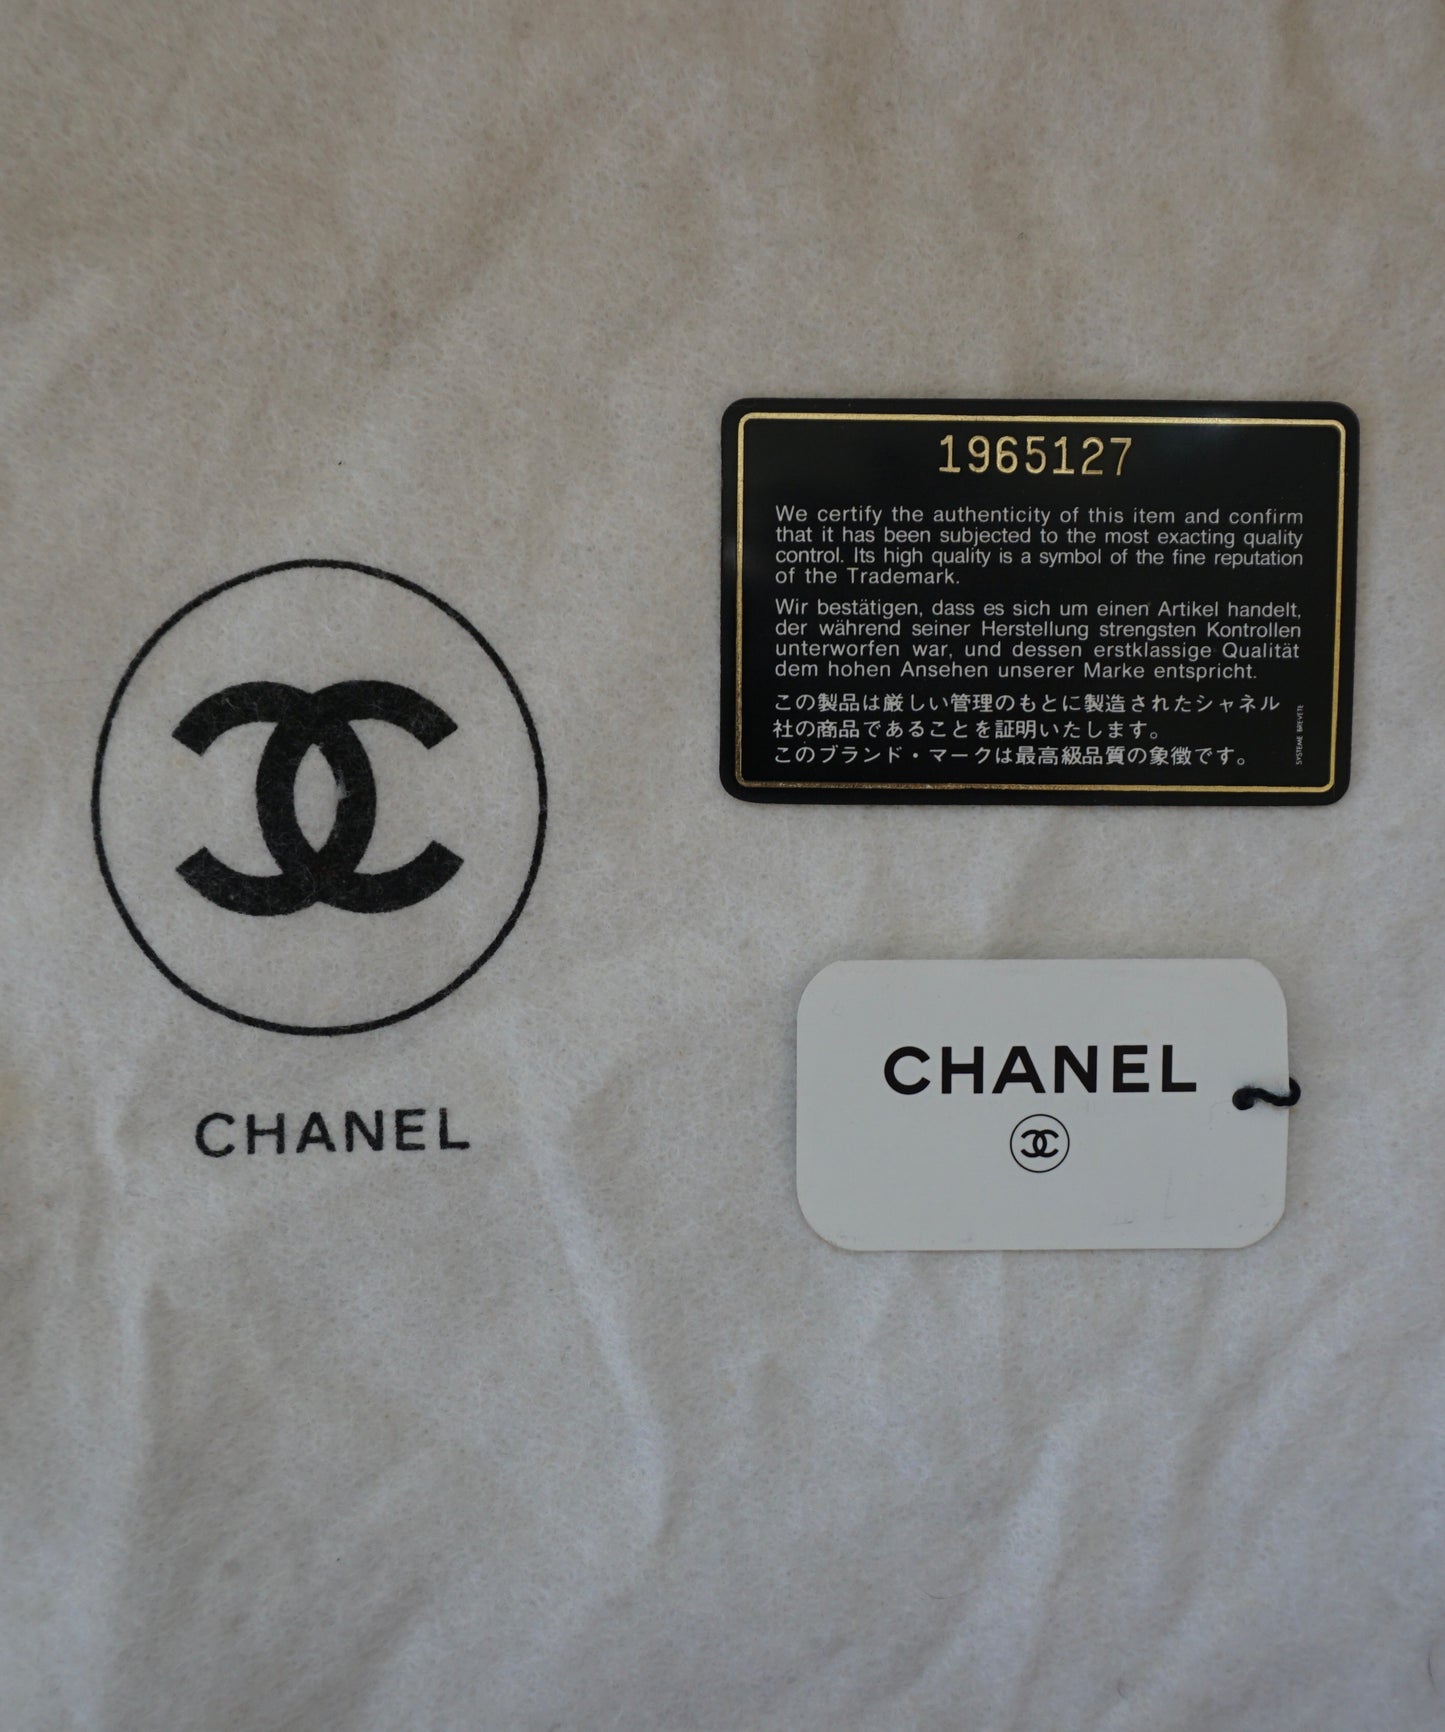 1965127
We certify the authenticity of this item and confirm
that it has been subjected to the most exacting quality
control. Its high quality is a symbol of the fine reputation
of the Trademark.
Wir bestätigen, dass es sich um einen Artikel handelt,
der während seiner Herstellung strengsten Kontrollen
unterworfen war, und dessen erstklassige Qualität
dem hohen Ansehen unserer Marke entspricht.
この製品は厳しい管理のもとに製造されたシャネル
社の商品であることを証明いたします。
このブランド・マークは最高級品質の象徴です。
SYSTEME BREVETE
CHANEL
CHANEL